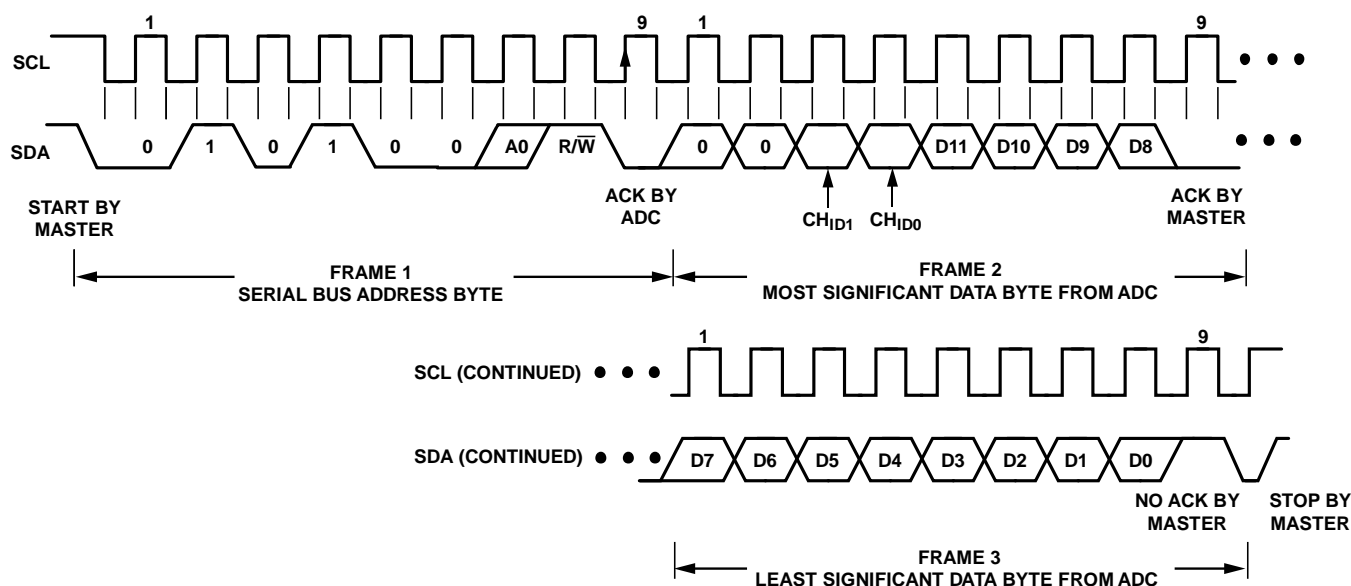 1 9 1 9
SCL
SDA 0 1 0 1 0 0 A0 R/W̅ 0 0 D11 D10 D9 D8
START BY
MASTER
ACK BY
ADC
CH_ID1 CH_ID0
ACK BY
MASTER
FRAME 1
SERIAL BUS ADDRESS BYTE
FRAME 2
MOST SIGNIFICANT DATA BYTE FROM ADC
1 9
SCL (CONTINUED)
SDA (CONTINUED) D7 D6 D5 D4 D3 D2 D1 D0
NO ACK BY
MASTER
STOP BY
MASTER
FRAME 3
LEAST SIGNIFICANT DATA BYTE FROM ADC